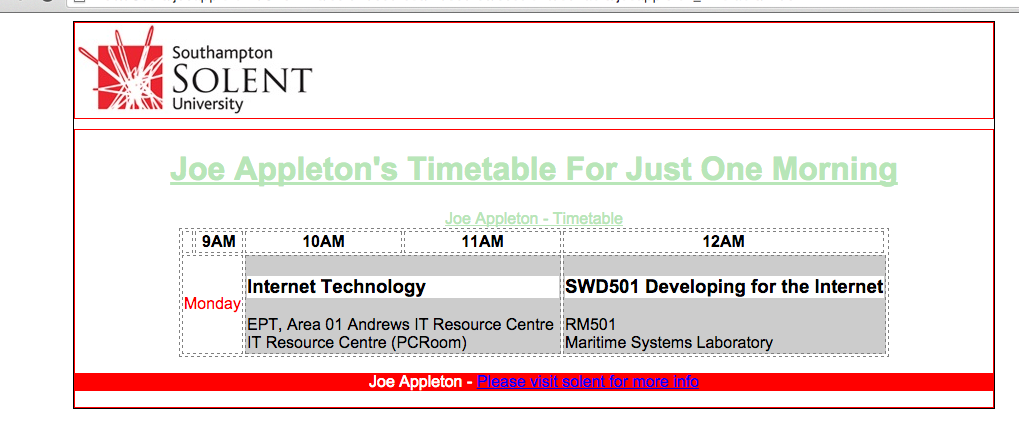 Southampton
SOLENT
University
Joe Appleton's Timetable For Just One Morning
Joe Appleton - Timetable
9AM 10AM 11AM 12AM
Monday
Internet Technology
EPT, Area 01 Andrews IT Resource Centre
IT Resource Centre (PCRoom)
SWD501 Developing for the Internet
RM501
Maritime Systems Laboratory
Joe Appleton - Please visit solent for more info